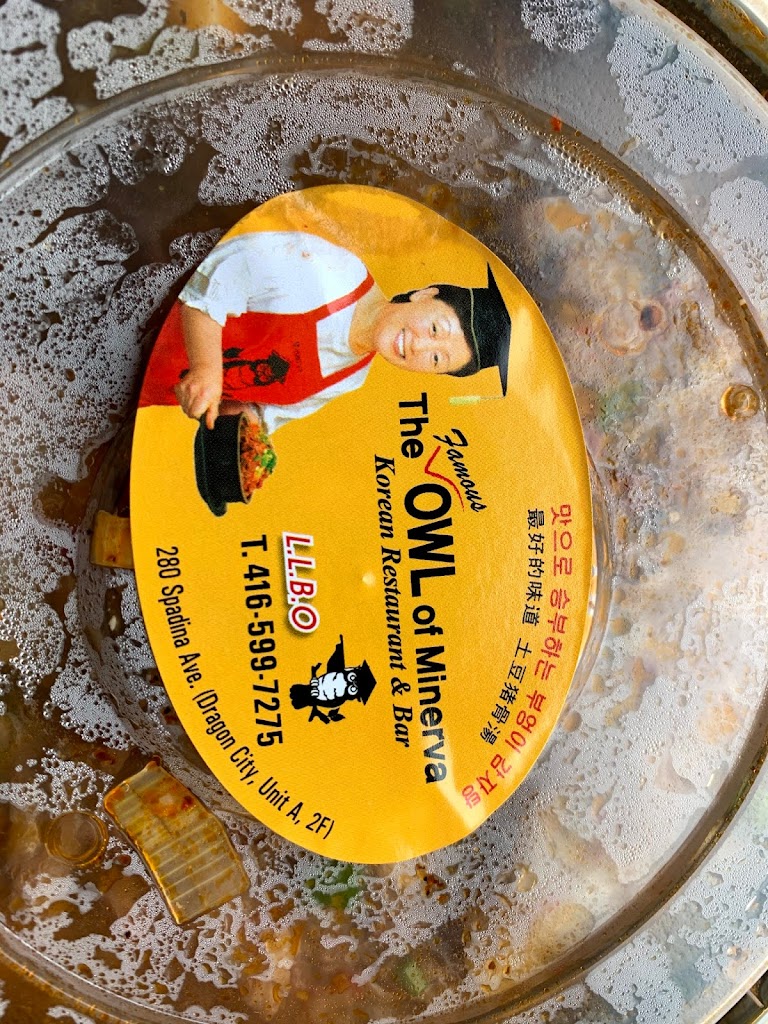 맛으로 승부하는 부엉이 감자탕
最好的味道 土豆猪骨湯
Famous
The OWL of Minerva
Korean Restaurant & Bar
L.L.B.O
T. 416-599-7275
280 Spadina Ave. (Dragon City, Unit A, 2F)